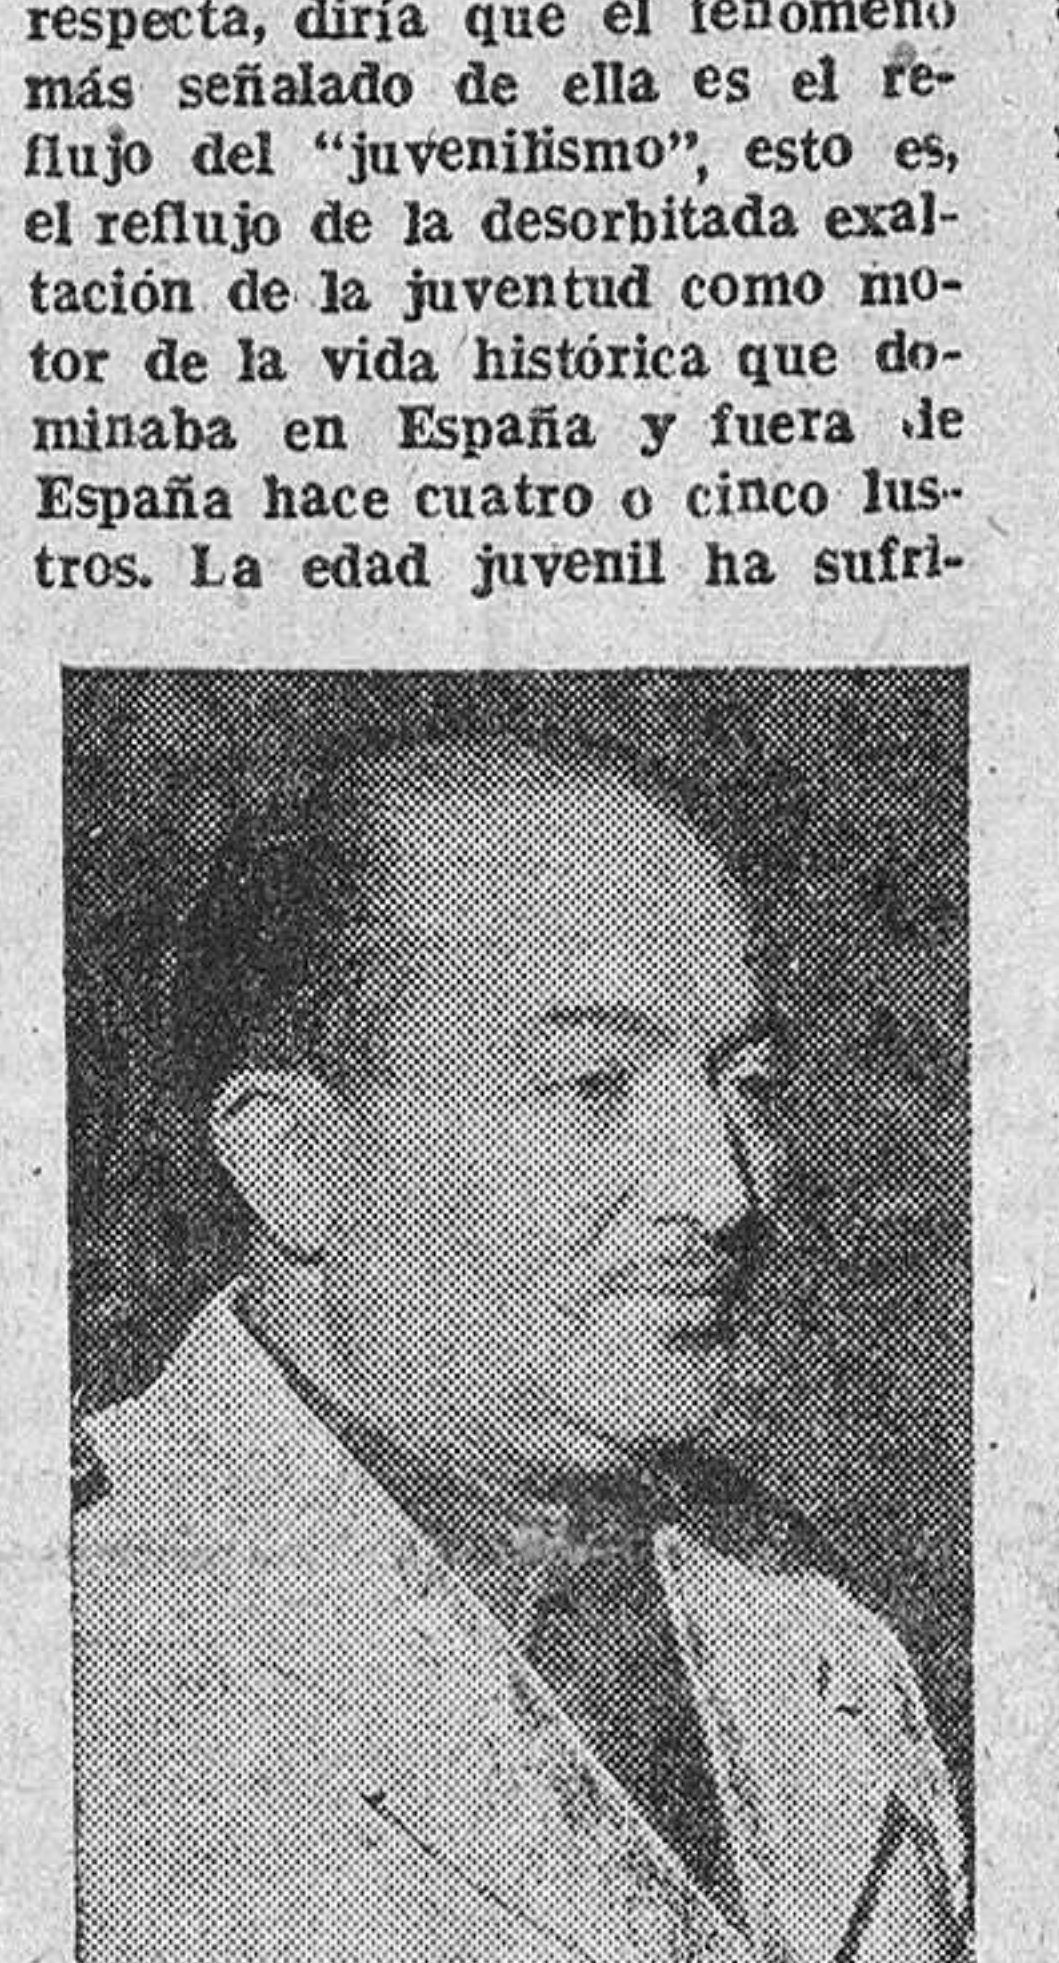 respecta, diría que el fenómeno
más señalado de ella es el re-
flujo del “juvenilismo”, esto es,
el reflujo de la desorbitada exal-
tación de la juventud como mo-
tor de la vida histórica que do-
minaba en España y fuera de
España hace cuatro o cinco lus-
tros. La edad juvenil ha sufri-